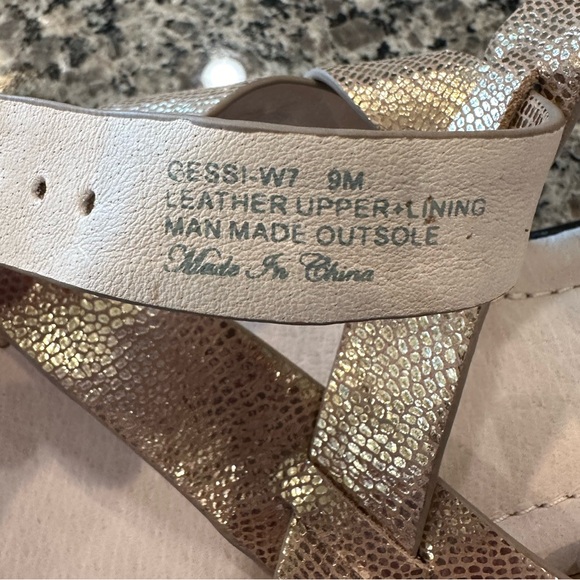 GESSI-W7 9M
LEATHER UPPER+LINING
MAN MADE OUTSOLE
Made In China